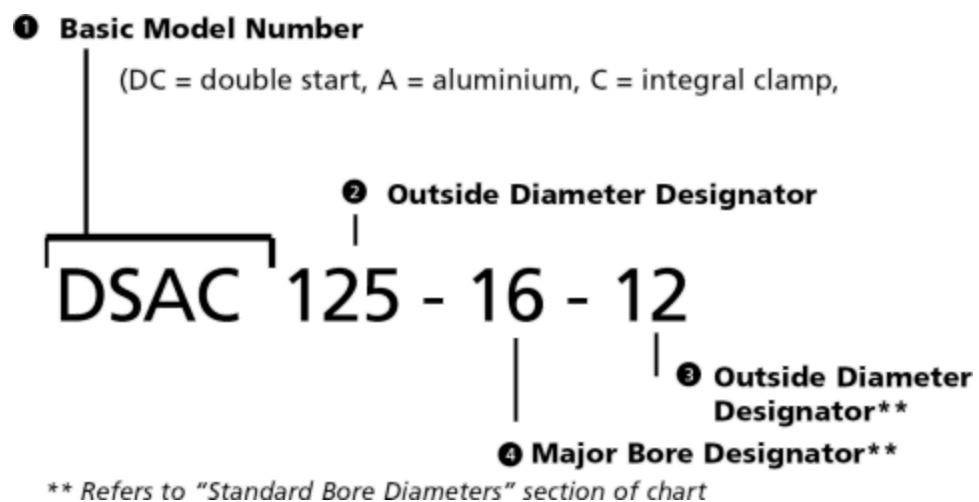 ❶ Basic Model Number
(DC = double start, A = aluminium, C = integral clamp,
❷ Outside Diameter Designator
DSAC 125 - 16 - 12
❸ Outside Diameter
Designator**
❹ Major Bore Designator**
** Refers to “Standard Bore Diameters” section of chart